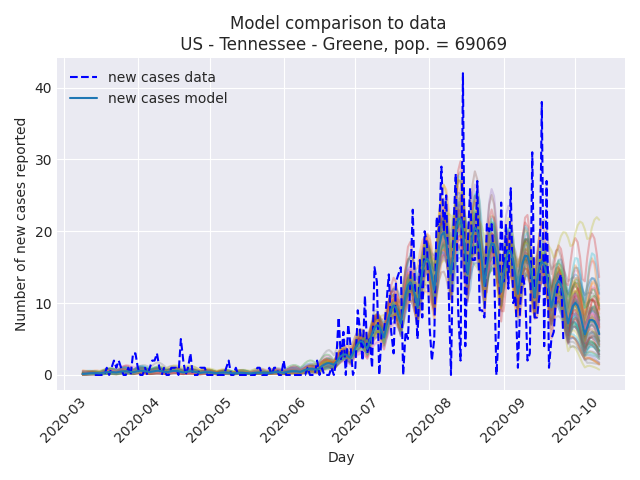 Model comparison to data
US - Tennessee - Greene, pop. = 69069
new cases data
new cases model
Number of new cases reported
40
30
20
10
0
2020-03
2020-04
2020-05
2020-06
2020-07
2020-08
2020-09
2020-10
Day